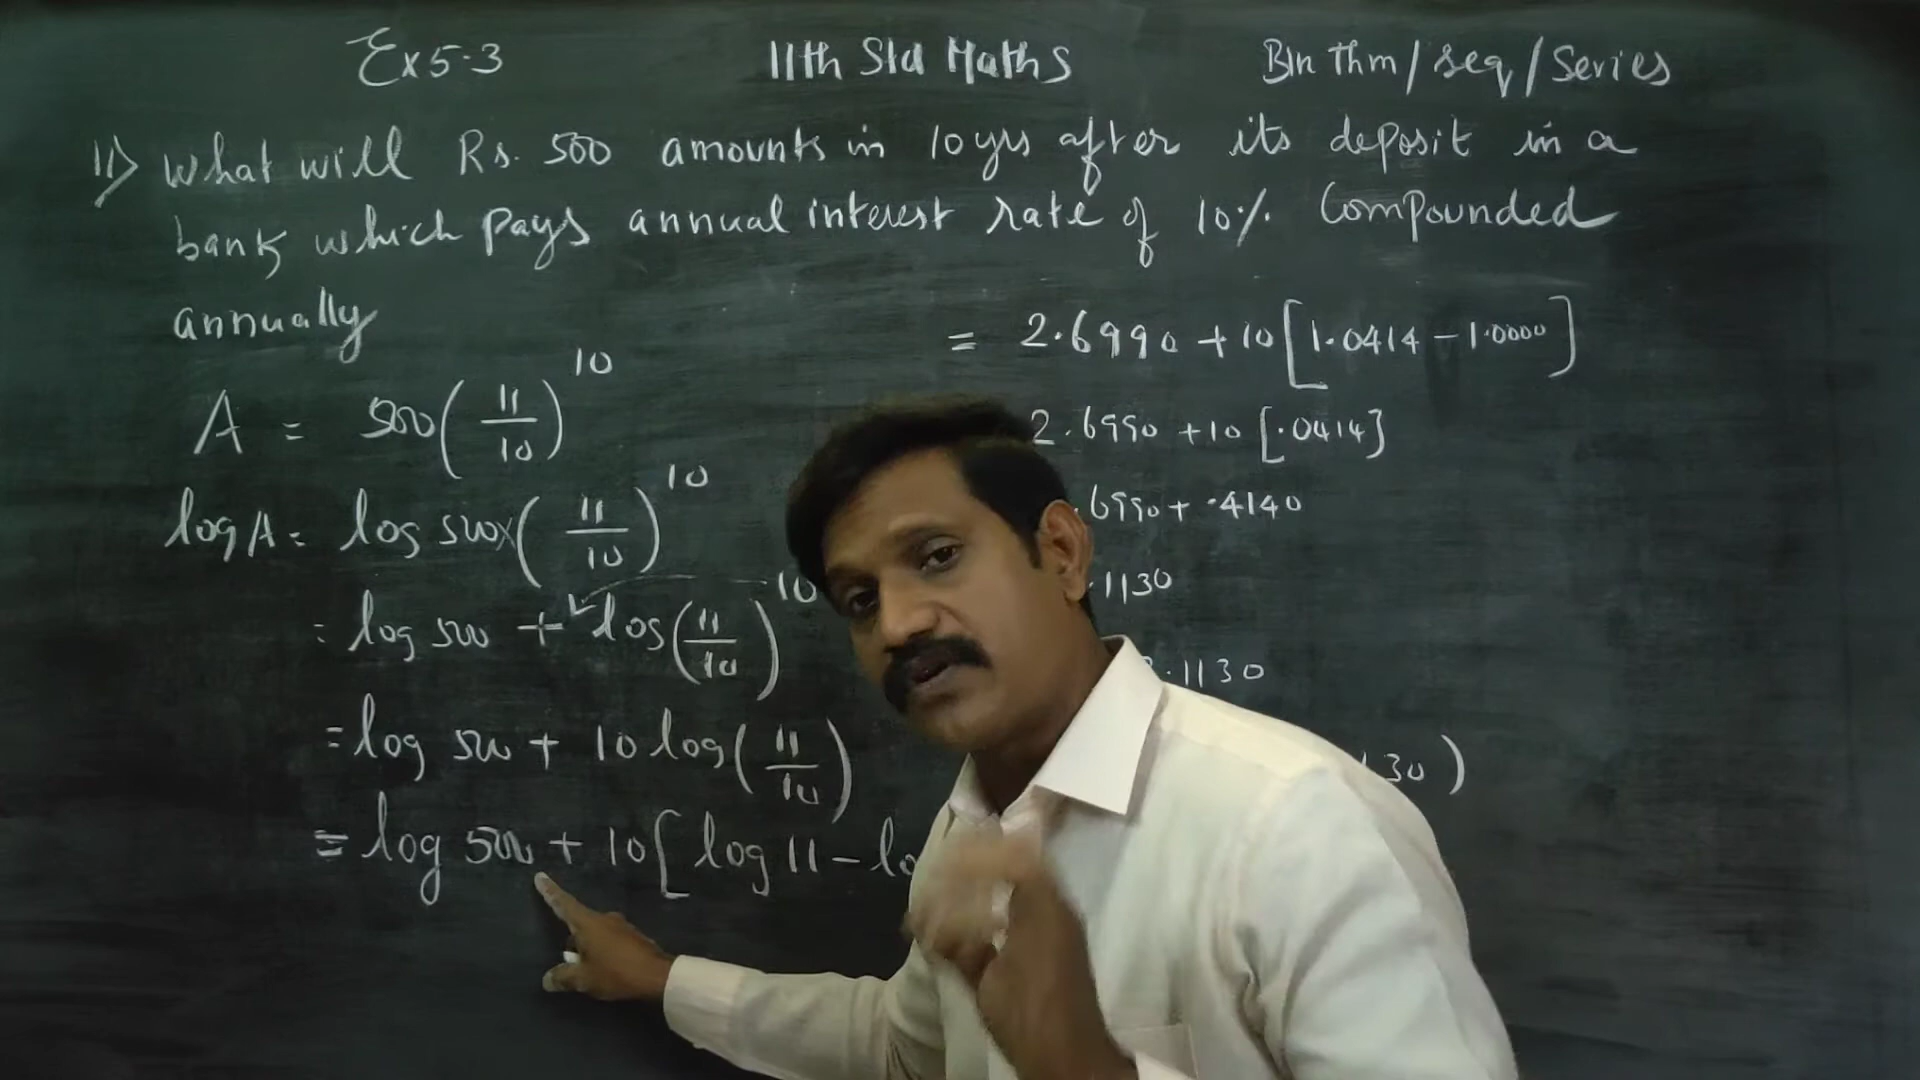 Ex 5.3
11th Std Maths
Bin Thm/seq/Series
11) What will Rs. 500 amounts in 10 yrs after its deposit in a
bank which pays annual interest rate of 10% Compounded
annually
A = 500(11/10)^10
log A = log 500 x (11/10)^10
= log 500 + log(11/10)^10
= log 500 + 10 log(11/10)
= log 500 + 10[log 11 - lo
= 2.6990 + 10[1.0414 - 1.0000]
2.6990 + 10[.0414]
.6990 + .4140
.1130
3.1130
130)